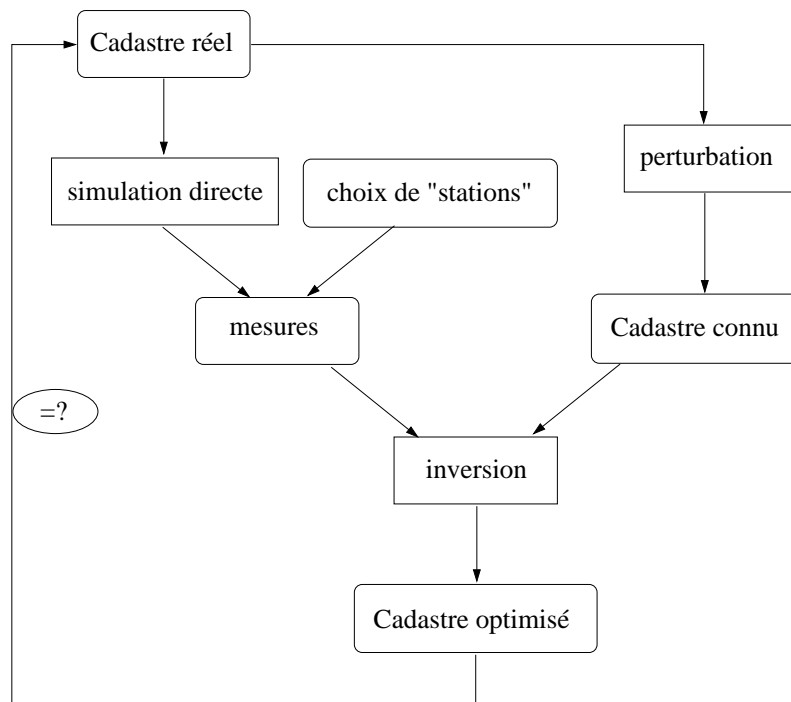 Cadastre réel
perturbation
simulation directe
choix de "stations"
mesures
Cadastre connu
=?
inversion
Cadastre optimisé